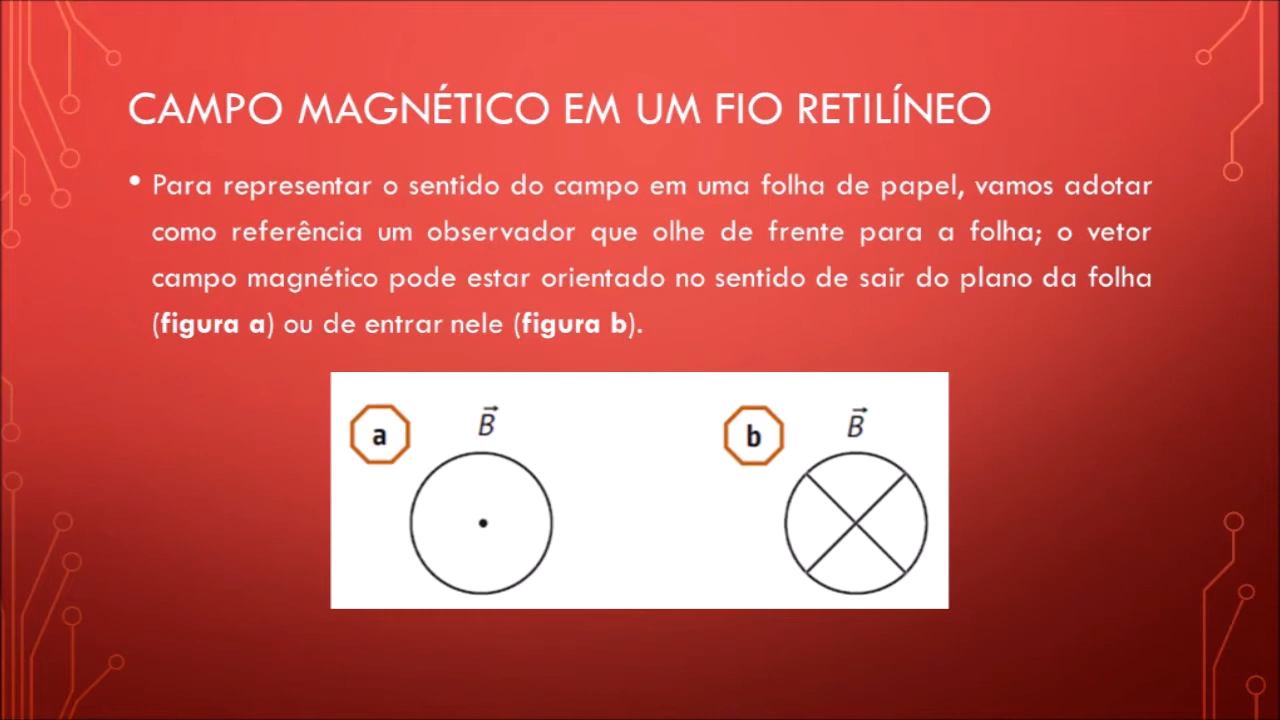 CAMPO MAGNÉTICO EM UM FIO RETILÍNEO
• Para representar o sentido do campo em uma folha de papel, vamos adotar
como referência um observador que olhe de frente para a folha; o vetor
campo magnético pode estar orientado no sentido de sair do plano da folha
(figura a) ou de entrar nele (figura b).
a B⃗ b B⃗